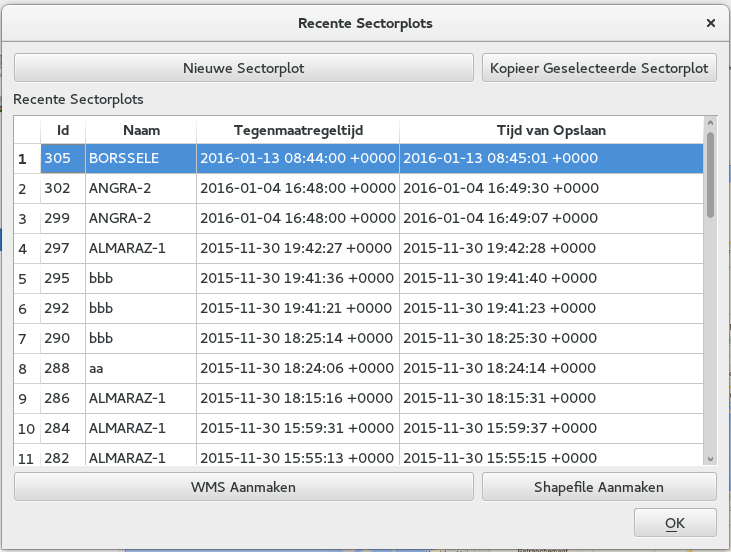 Recente Sectorplots
Nieuwe Sectorplot Kopieer Geselecteerde Sectorplot
Recente Sectorplots
Id Naam Tegenmaatregeltijd Tijd van Opslaan
1 305 BORSSELE 2016-01-13 08:44:00 +0000 2016-01-13 08:45:01 +0000
2 302 ANGRA-2 2016-01-04 16:48:00 +0000 2016-01-04 16:49:30 +0000
3 299 ANGRA-2 2016-01-04 16:48:00 +0000 2016-01-04 16:49:07 +0000
4 297 ALMARAZ-1 2015-11-30 19:42:27 +0000 2015-11-30 19:42:28 +0000
5 295 bbb 2015-11-30 19:41:36 +0000 2015-11-30 19:41:40 +0000
6 292 bbb 2015-11-30 19:41:21 +0000 2015-11-30 19:41:23 +0000
7 290 bbb 2015-11-30 18:25:14 +0000 2015-11-30 18:25:30 +0000
8 288 aa 2015-11-30 18:24:06 +0000 2015-11-30 18:24:14 +0000
9 286 ALMARAZ-1 2015-11-30 18:15:16 +0000 2015-11-30 18:15:31 +0000
10 284 ALMARAZ-1 2015-11-30 15:59:31 +0000 2015-11-30 15:59:37 +0000
11 282 ALMARAZ-1 2015-11-30 15:55:13 +0000 2015-11-30 15:55:15 +0000
WMS Aanmaken Shapefile Aanmaken
OK